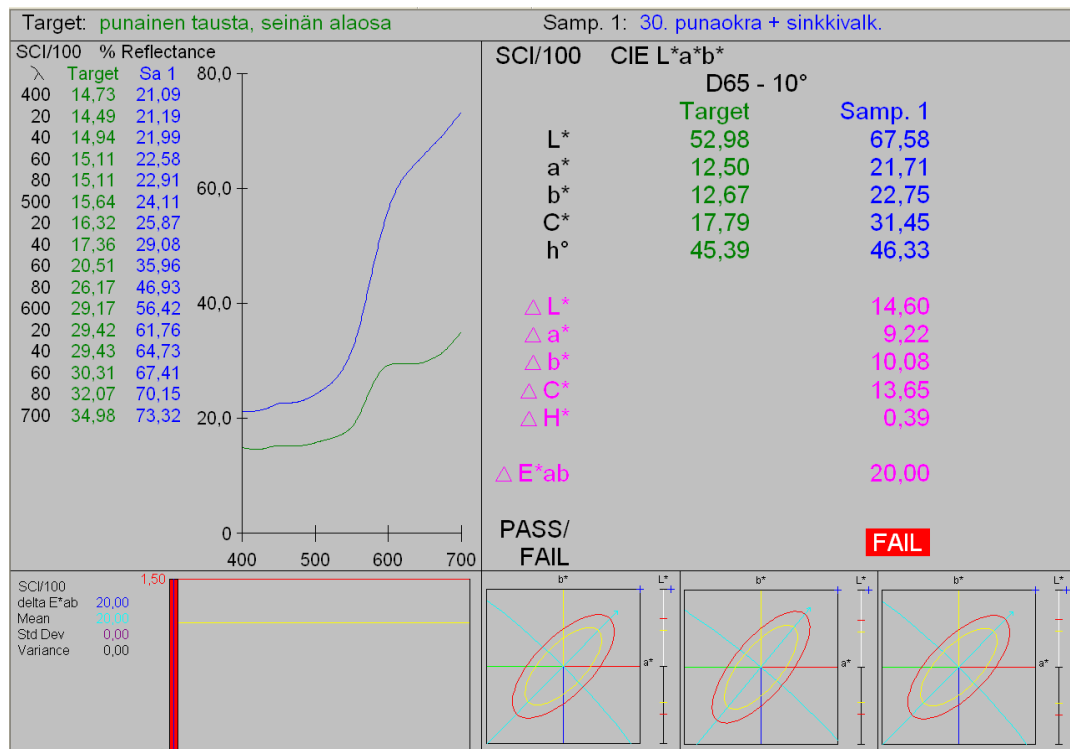 Target: punainen tausta, seinän alaosa Samp. 1: 30. punaokra + sinkkivalk.
SCI/100 % Reflectance
λ Target Sa 1
400 14,73 21,09
20 14,49 21,19
40 14,94 21,99
60 15,11 22,58
80 15,11 22,91
500 15,64 24,11
20 16,32 25,87
40 17,36 29,08
60 20,51 35,96
80 26,17 46,93
600 29,17 56,42
20 29,42 61,76
40 29,43 64,73
60 30,31 67,41
80 32,07 70,15
700 34,98 73,32
80,0
60,0
40,0
20,0
0
400 500 600 700
SCI/100 CIE L*a*b*
D65 - 10°
Target Samp. 1
L* 52,98 67,58
a* 12,50 21,71
b* 12,67 22,75
C* 17,79 31,45
h° 45,39 46,33
△ L* 14,60
△ a* 9,22
△ b* 10,08
△ C* 13,65
△ H* 0,39
△ E*ab 20,00
PASS/
FAIL
FAIL
SCI/100
delta E*ab 20,00
Mean 20,00
Std Dev 0,00
Variance 0,00
1,50
b* L*
a*
b* L*
a*
b* L*
a*